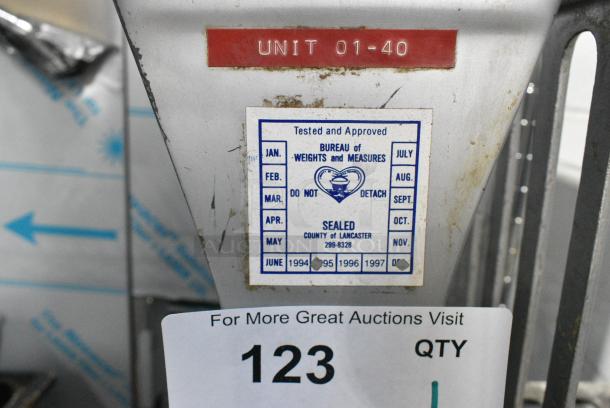 UNIT 01-40
Tested and Approved
BUREAU of
WEIGHTS and MEASURES
JAN.
JULY
FEB.
AUG.
DO NOT
DETACH
MAR.
SEPT.
APR.
SEALED
OCT.
COUNTY of LANCASTER
MAY
299-8328
NOV.
JUNE 1994 95 1996 1997 D
For More Great Auctions Visit
123
QTY